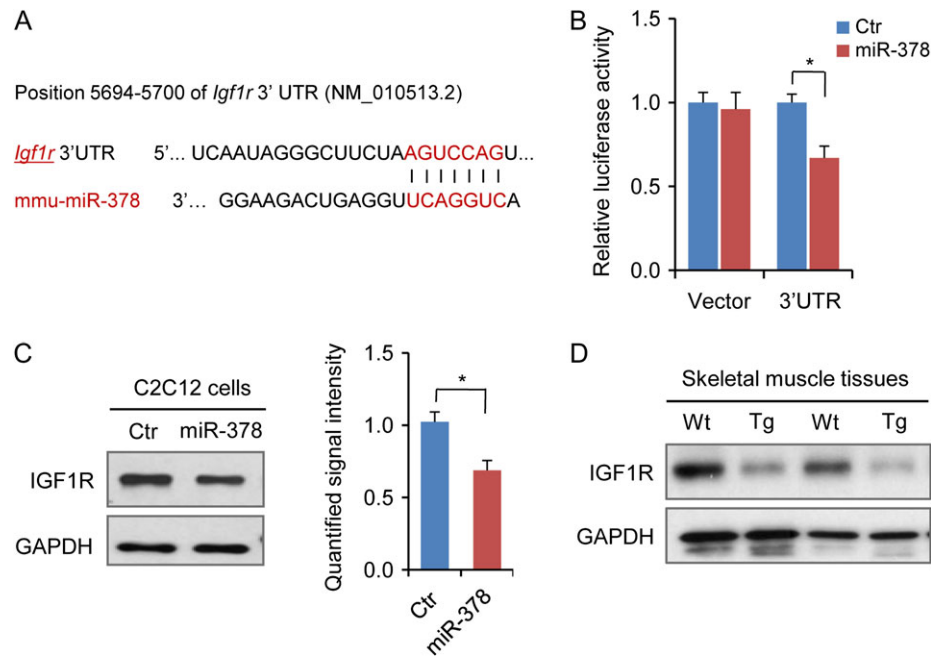 A
Position 5694-5700 of Igf1r 3’ UTR (NM_010513.2)
Igf1r 3’UTR 5’... UCAAUAGGGCUUCUAAGUCCAGU...
mmu-miR-378 3’... GGAAGACUGAGGUUCAGGUCA
B
Relative luciferase activity
1.5
1.0
0.5
0.0
Ctr
miR-378
*
Vector 3’UTR
C
C2C12 cells
Ctr miR-378
IGF1R
GAPDH
Quantified signal intensity
1.5
1.0
0.5
0.0
*
Ctr
miR-378
D
Skeletal muscle tissues
Wt Tg Wt Tg
IGF1R
GAPDH